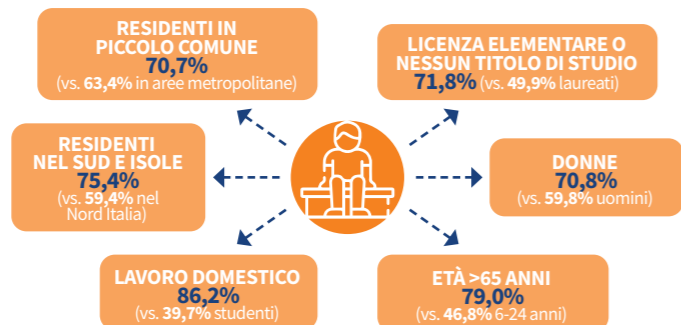 RESIDENTI IN
PICCOLO COMUNE
70,7%
(vs. 63,4% in aree metropolitane)
LICENZA ELEMENTARE O
NESSUN TITOLO DI STUDIO
71,8% (vs. 49,9% laureati)
RESIDENTI
NEL SUD E ISOLE
75,4%
(vs. 59,4% nel
Nord Italia)
DONNE
70,8%
(vs. 59,8% uomini)
LAVORO DOMESTICO
86,2%
(vs. 39,7% studenti)
ETÀ >65 ANNI
79,0%
(vs. 46,8% 6-24 anni)